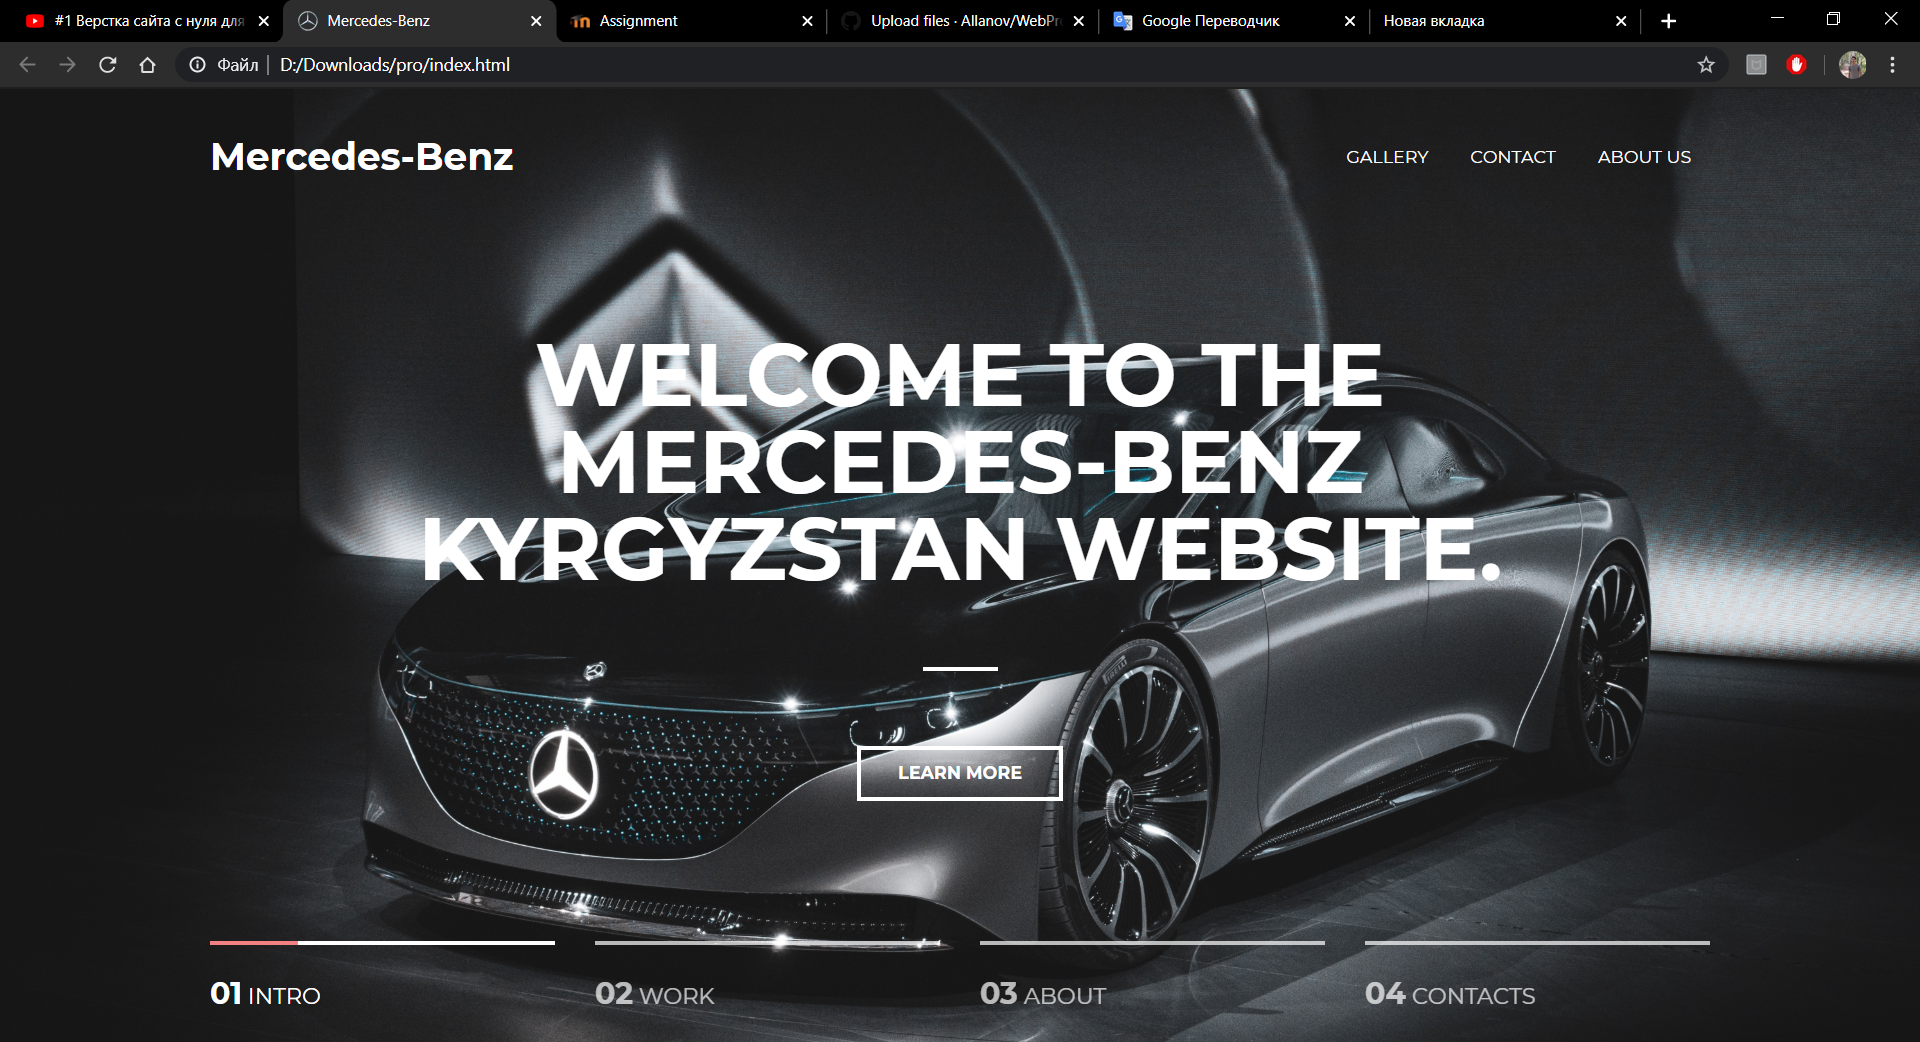 #1 Верстка сайта с нуля для
Mercedes-Benz
Assignment
Upload files · Allanov/WebPr
Google Переводчик
Новая вкладка
Файл | D:/Downloads/pro/index.html
Mercedes-Benz
GALLERY
CONTACT
ABOUT US
WELCOME TO THE
MERCEDES-BENZ
KYRGYZSTAN WEBSITE.
LEARN MORE
01 INTRO
02 WORK
03 ABOUT
04 CONTACTS